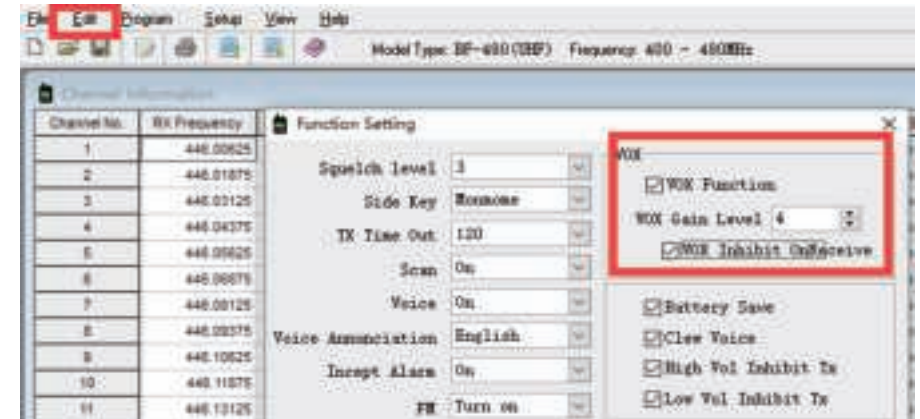 File Edit Program Setup View Help
Model Type: BF-480(UHF) Frequency: 400 - 480MHz
Channel Information
Channel No. RX Frequency
Function Setting
1 446.00625
2 446.01875
3 446.03125
4 446.04375
5 446.05625
6 446.06875
7 446.08125
8 446.09375
9 446.10625
10 446.11875
11 446.13125
Squelch level 3
Side Key
TX Time Out 120
Scan On
Voice On
Voice Annunciation English
Incept Alarm On
FM Turn on
VOX
VOX Function
VOX Gain Level 4
VOX Inhibit OnReceive
Battery Save
Clew Voice
High Vol Inhibit Tx
Low Vol Inhibit Tx